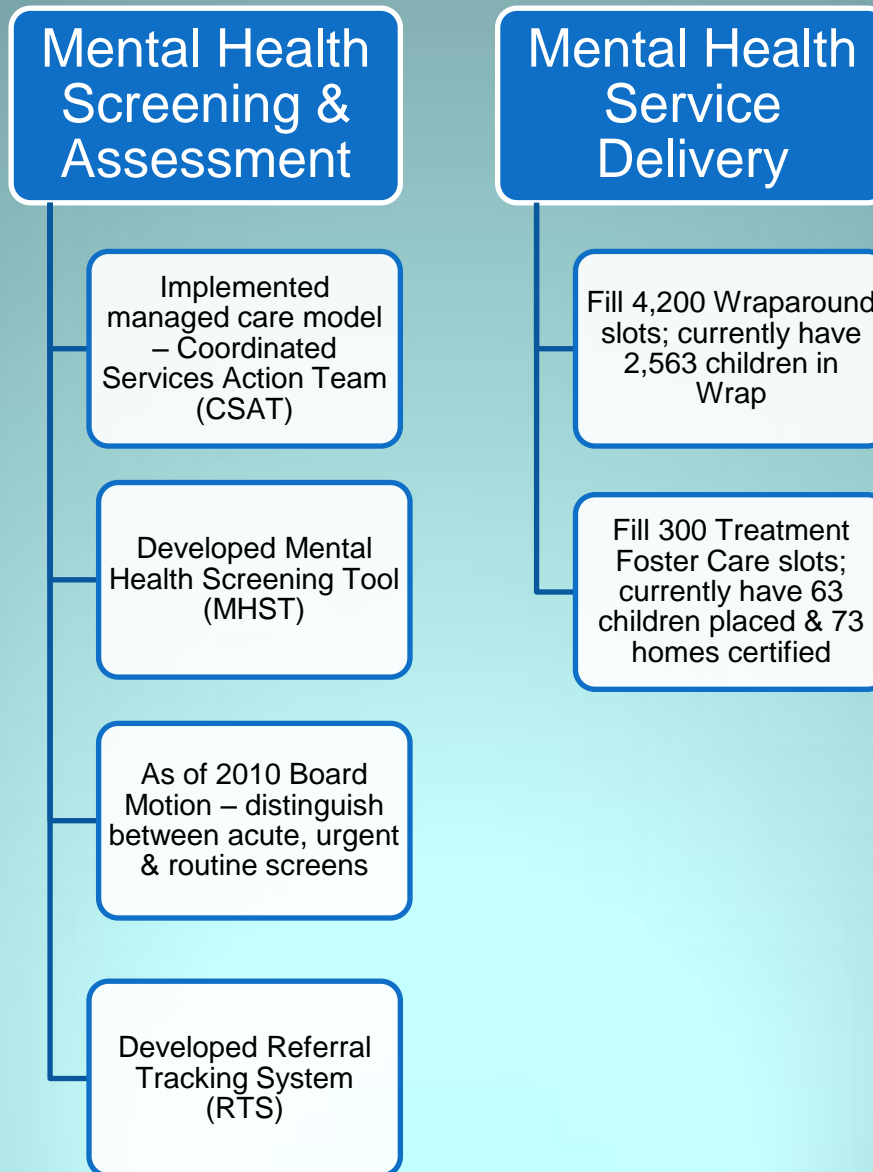 Mental Health
Screening &
Assessment
Implemented
managed care model
– Coordinated
Services Action Team
(CSAT)
Developed Mental
Health Screening Tool
(MHST)
As of 2010 Board
Motion – distinguish
between acute, urgent
& routine screens
Developed Referral
Tracking System
(RTS)
Mental Health
Service
Delivery
Fill 4,200 Wraparound
slots; currently have
2,563 children in
Wrap
Fill 300 Treatment
Foster Care slots;
currently have 63
children placed & 73
homes certified